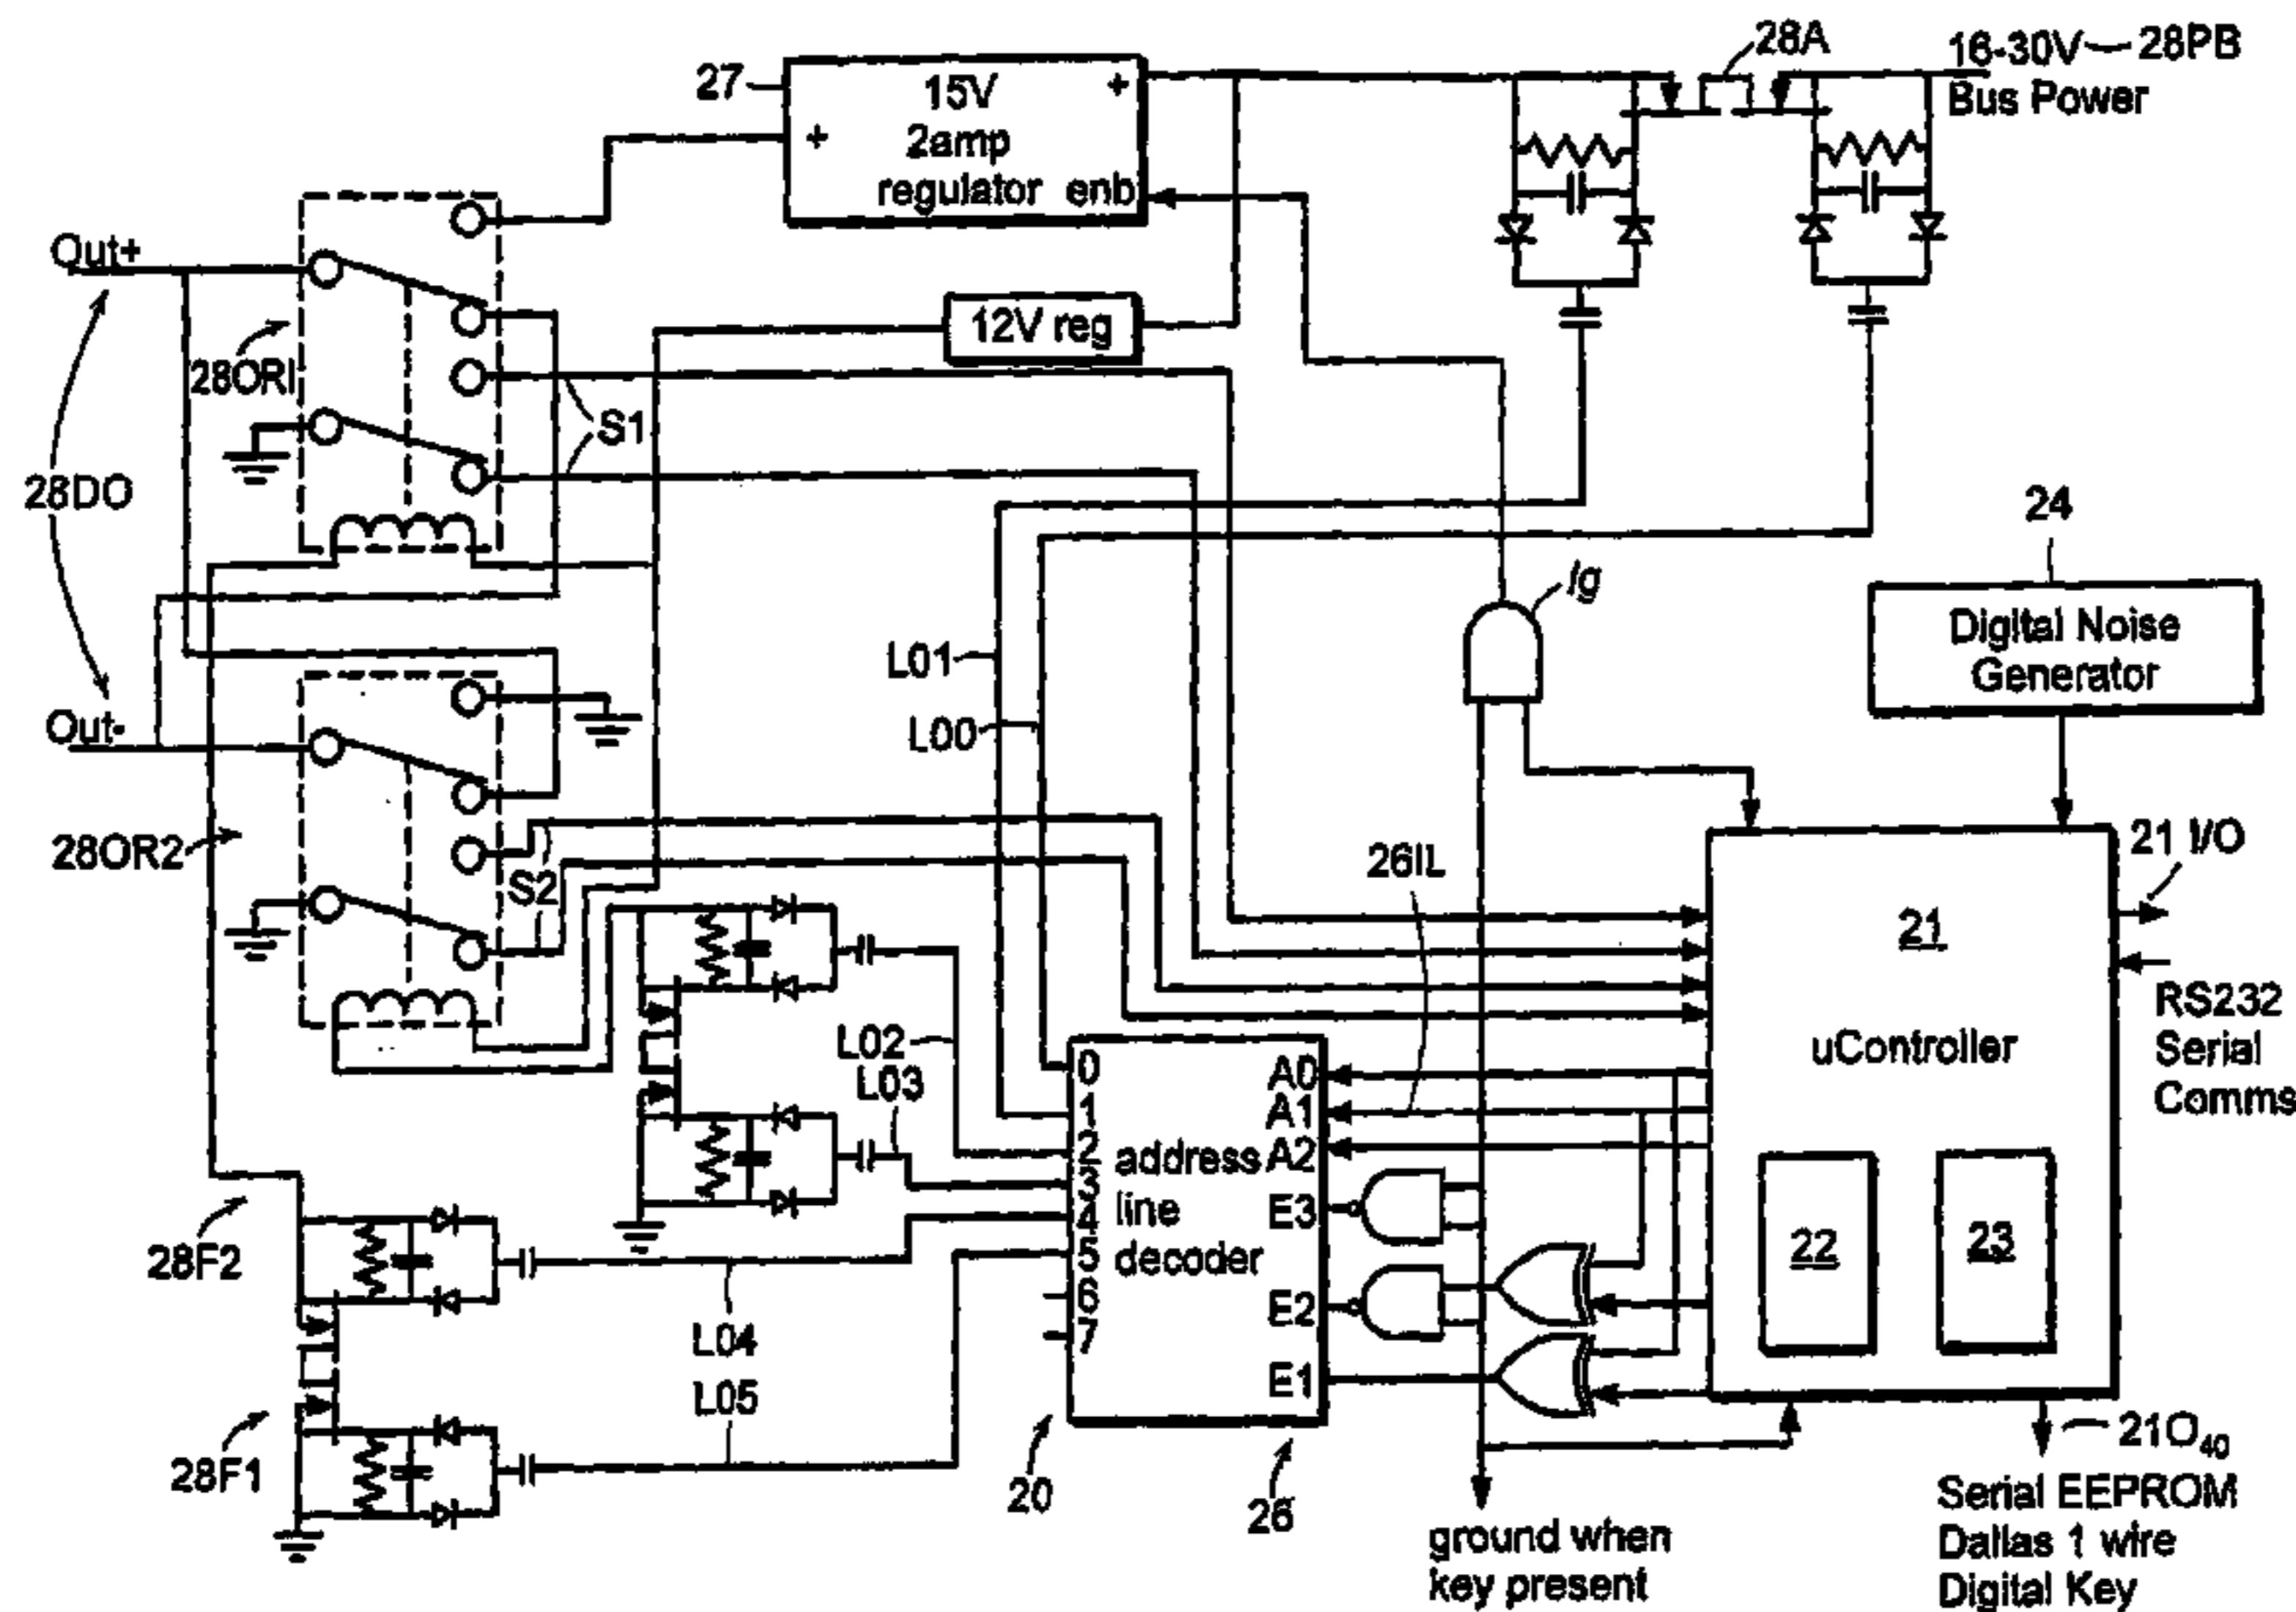 27
15V
2amp
regulator
+
+
enb
28A
16-30V
28PB
Bus Power
Out+
12V reg
28ORI
S1
28DO
24
Digital Noise
Generator
/g
L01
L00
Out-
28OR2
S2
26IL
21 I/O
21
uController
RS232
Serial
Comms
L02
L03
0
1
2
3
4
5
6
7
address
line
decoder
A0
A1
A2
E3
E2
E1
22
23
28F2
L04
L05
28F1
20
26
ground when
key present
21O40
Serial EEPROM
Dallas 1 wire
Digital Key